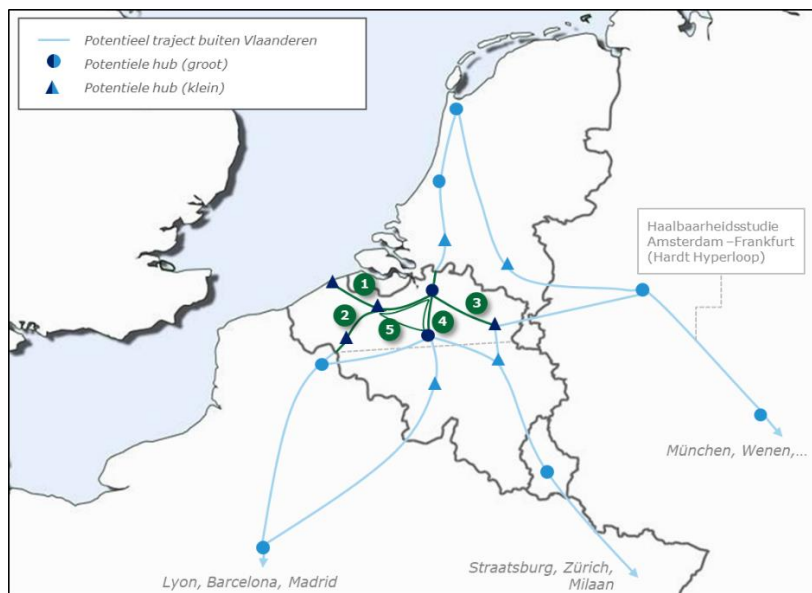 Potentieel traject buiten Vlaanderen
Potentiele hub (groot)
Potentiele hub (klein)
Haalbaarheidsstudie
Amsterdam –Frankfurt
(Hardt Hyperloop)
1
2
3
4
5
München, Wenen,...
Lyon, Barcelona, Madrid
Straatsburg, Zürich,
Milaan